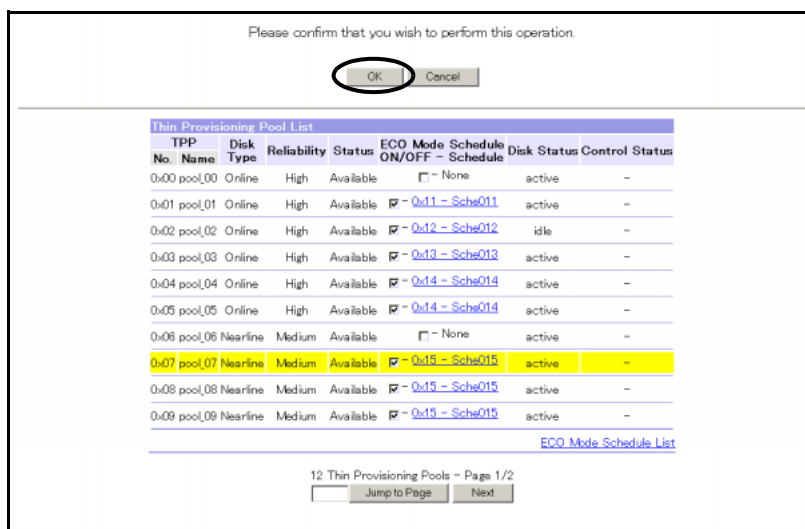 Please confirm that you wish to perform this operation.
OK Cancel
Thin Provisioning Pool List
TPP Disk Type Reliability Status ECO Mode Schedule ON/OFF - Schedule Disk Status Control Status
No. Name
0x00 pool_00 Online High Available - None active -
0x01 pool_01 Online High Available - 0x11 - Sche011 active -
0x02 pool_02 Online High Available - 0x12 - Sche012 idle -
0x03 pool_03 Online High Available - 0x13 - Sche013 active -
0x04 pool_04 Online High Available - 0x14 - Sche014 active -
0x05 pool_05 Online High Available - 0x14 - Sche014 active -
0x06 pool_06 Nearline Medium Available - None active -
0x07 pool_07 Nearline Medium Available - 0x15 - Sche015 active -
0x08 pool_08 Nearline Medium Available - 0x15 - Sche015 active -
0x09 pool_09 Nearline Medium Available - 0x15 - Sche015 active -
ECO Mode Schedule List
12 Thin Provisioning Pools - Page 1/2
Jump to Page Next